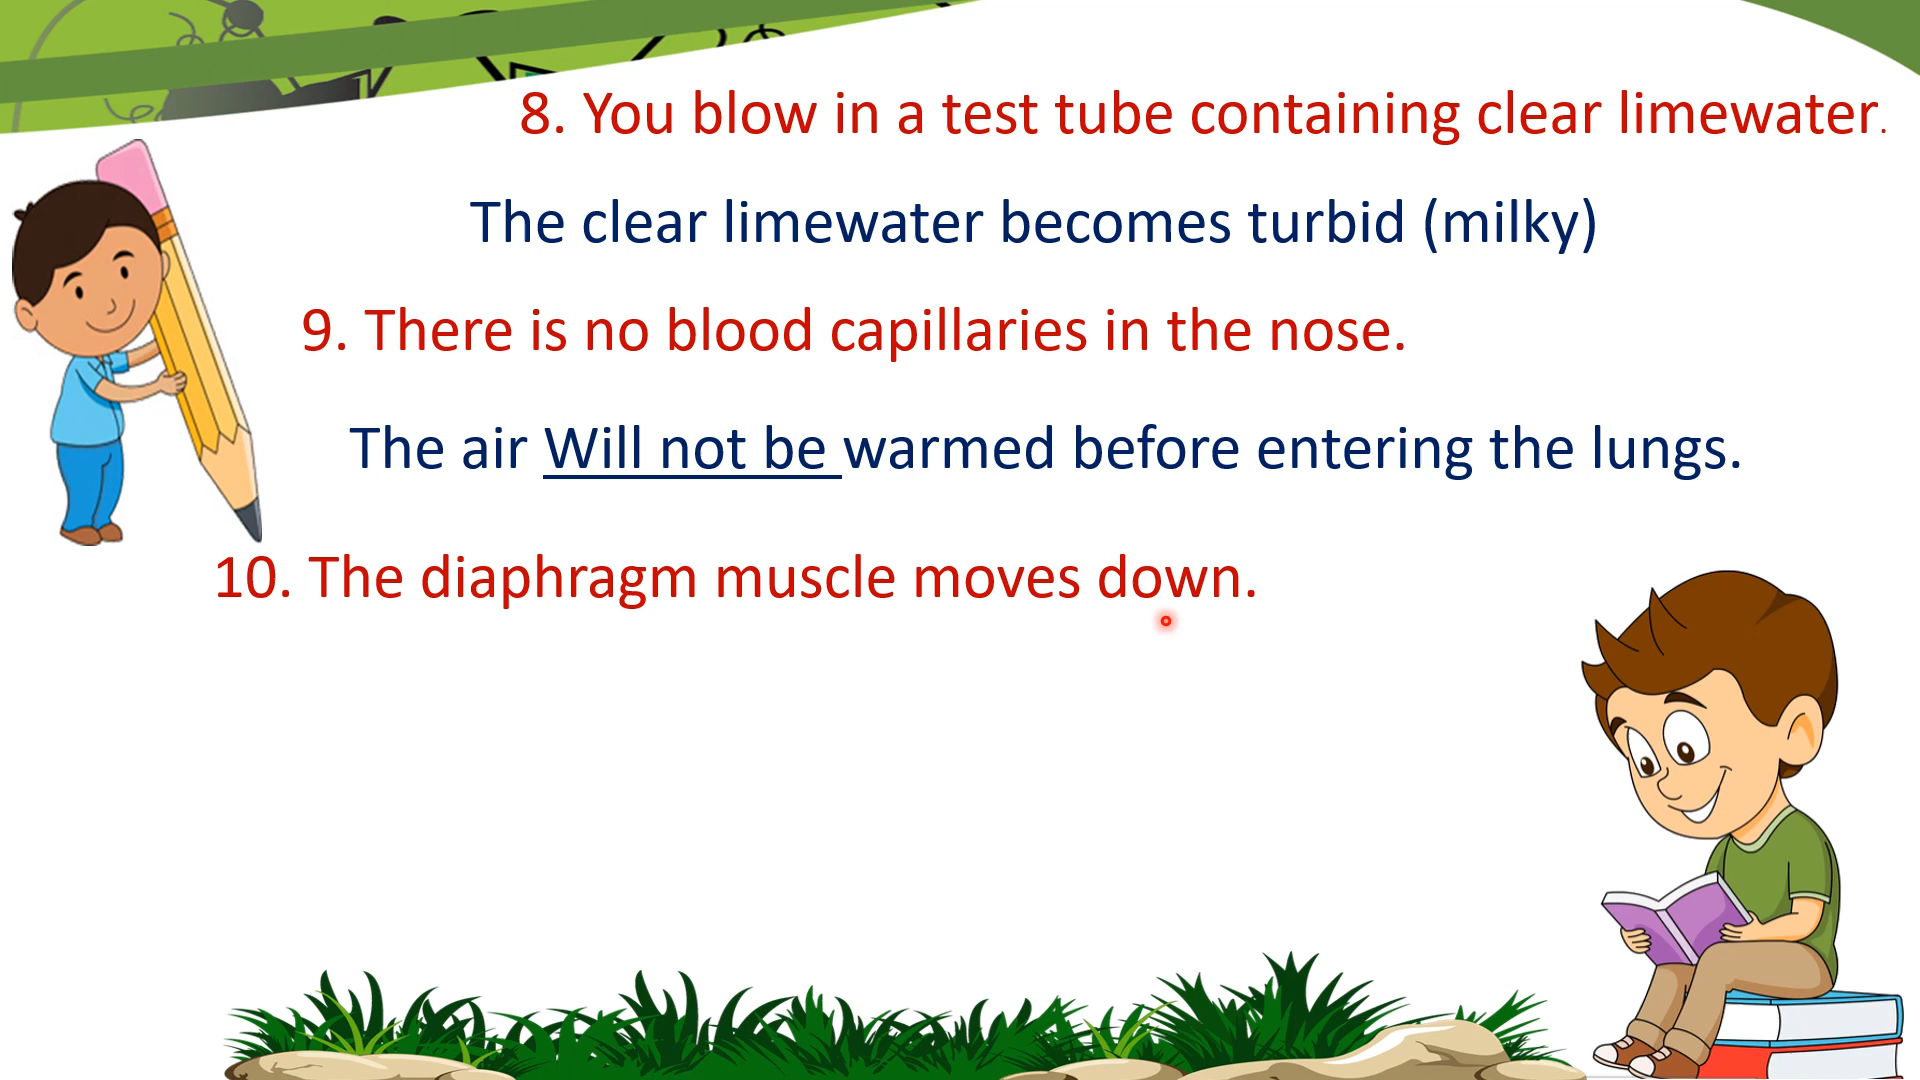 8. You blow in a test tube containing clear limewater.
The clear limewater becomes turbid (milky)
9. There is no blood capillaries in the nose.
The air Will not be warmed before entering the lungs.
10. The diaphragm muscle moves down.